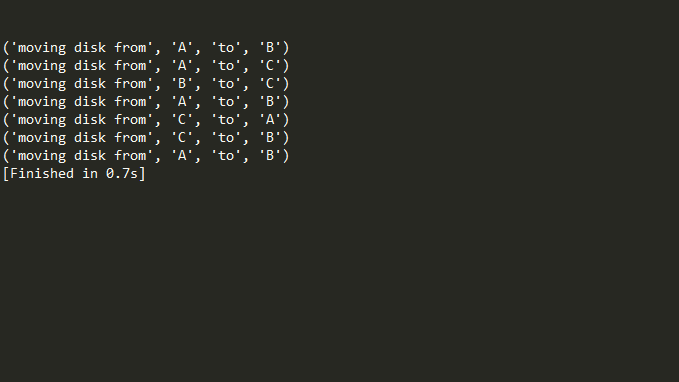 ('moving disk from', 'A', 'to', 'B')
('moving disk from', 'A', 'to', 'C')
('moving disk from', 'B', 'to', 'C')
('moving disk from', 'A', 'to', 'B')
('moving disk from', 'C', 'to', 'A')
('moving disk from', 'C', 'to', 'B')
('moving disk from', 'A', 'to', 'B')
[Finished in 0.7s]